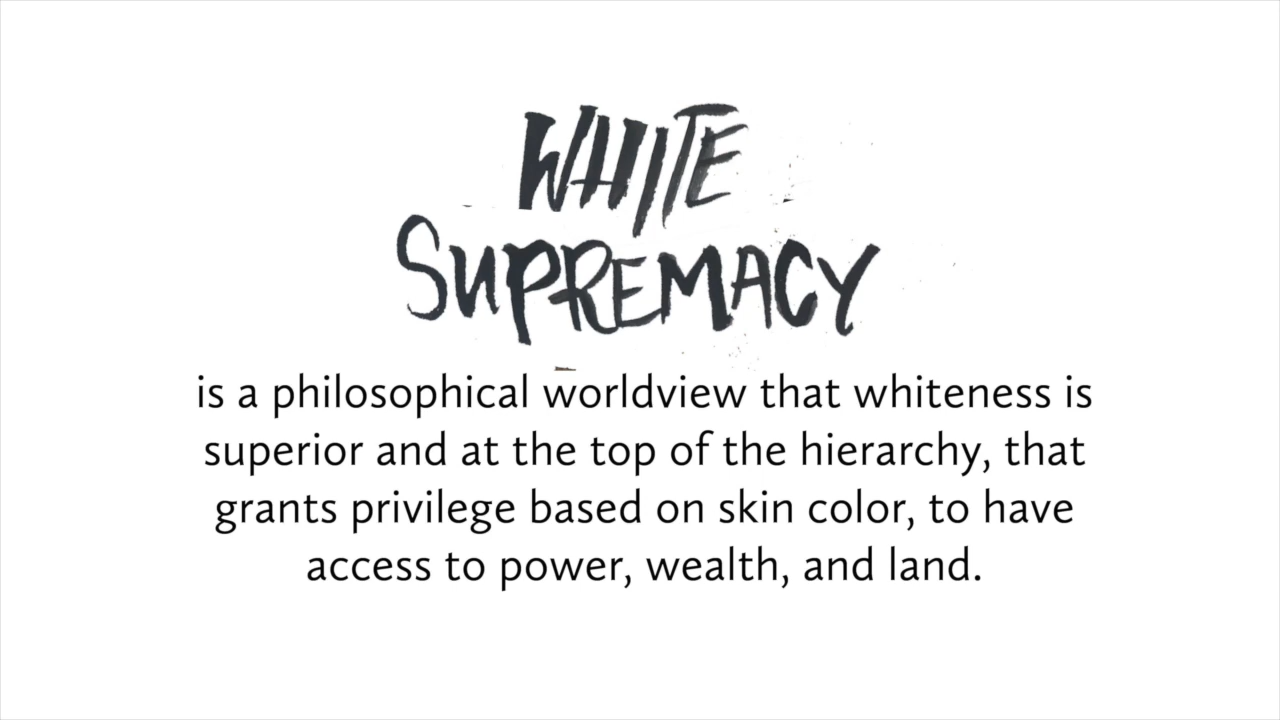 WHITE
SUPREMACY
is a philosophical worldview that whiteness is
superior and at the top of the hierarchy, that
grants privilege based on skin color, to have
access to power, wealth, and land.